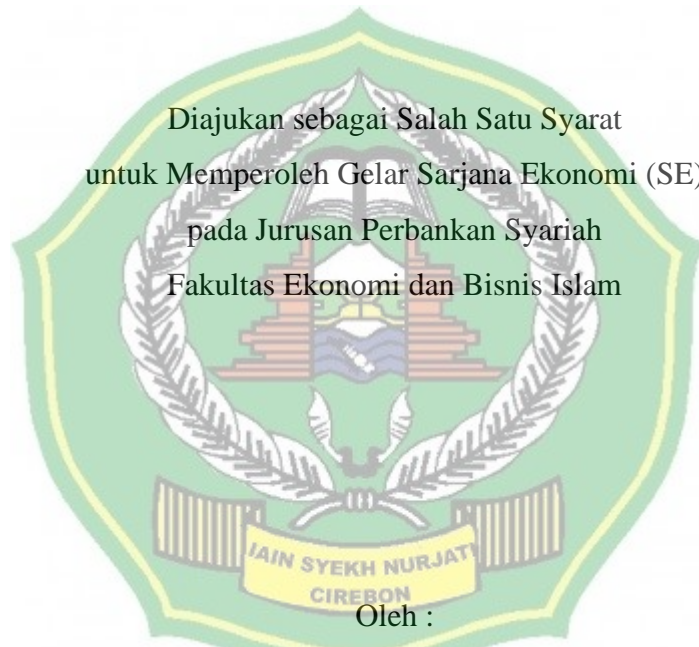 Diajukan sebagai Salah Satu Syarat
untuk Memperoleh Gelar Sarjana Ekonomi (SE)
pada Jurusan Perbankan Syariah
Fakultas Ekonomi dan Bisnis Islam
IAIN SYEKH NURJATI
CIREBON
Oleh :